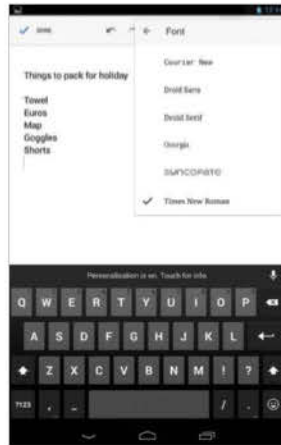 DONE
Font
Courier New
Droid Sans
Droid Serif
Georgia
SYNCOPATE
Times New Roman
Things to pack for holiday
Towel
Euros
Map
Goggles
Shorts
Personalisation is on. Touch for info.
Q W E R T Y U I O P
A S D F G H J K L
Z X C V B N M ! ?
?123 , _ / .